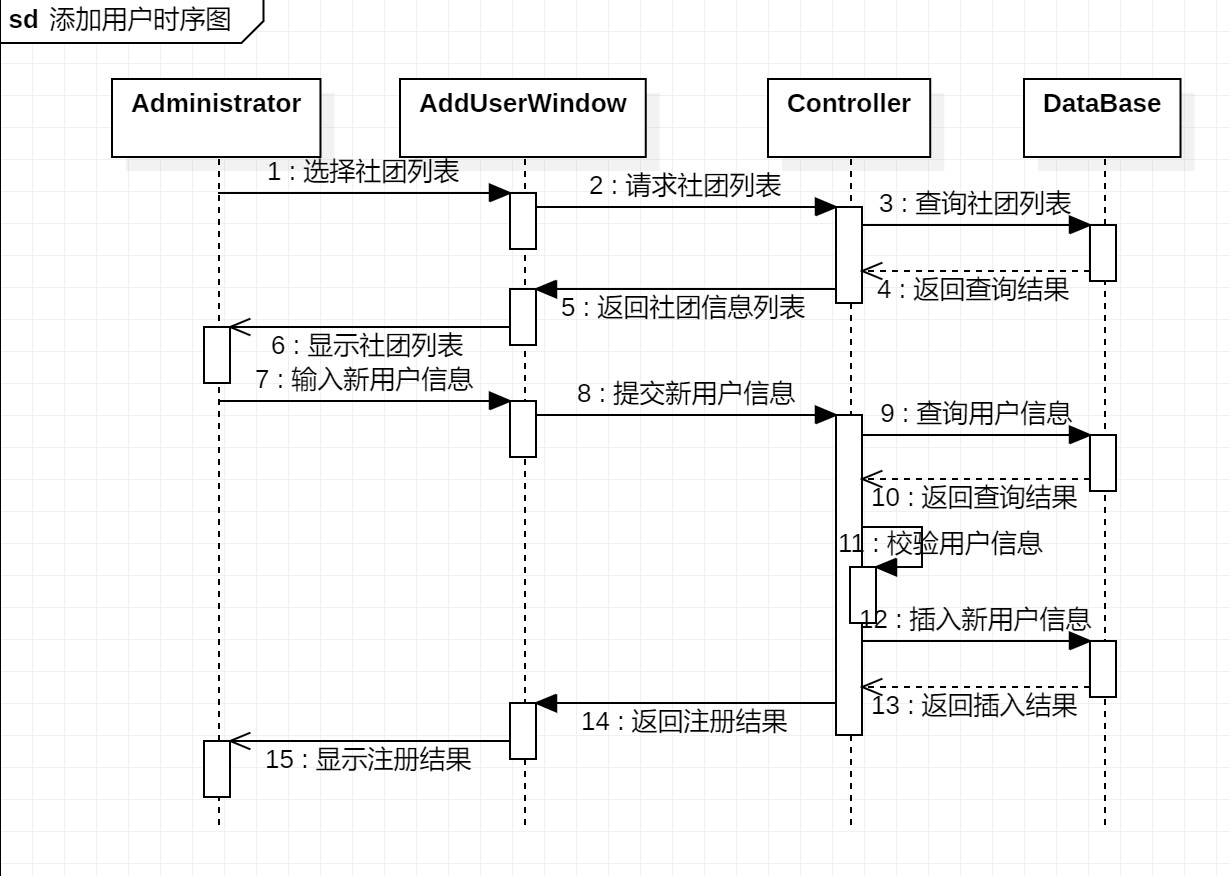 sd 添加用户时序图
Administrator
AddUserWindow
Controller
DataBase
1 : 选择社团列表
2 : 请求社团列表
3 : 查询社团列表
4 : 返回查询结果
5 : 返回社团信息列表
6 : 显示社团列表
7 : 输入新用户信息
8 : 提交新用户信息
9 : 查询用户信息
10 : 返回查询结果
11 : 校验用户信息
12 : 插入新用户信息
13 : 返回插入结果
14 : 返回注册结果
15 : 显示注册结果